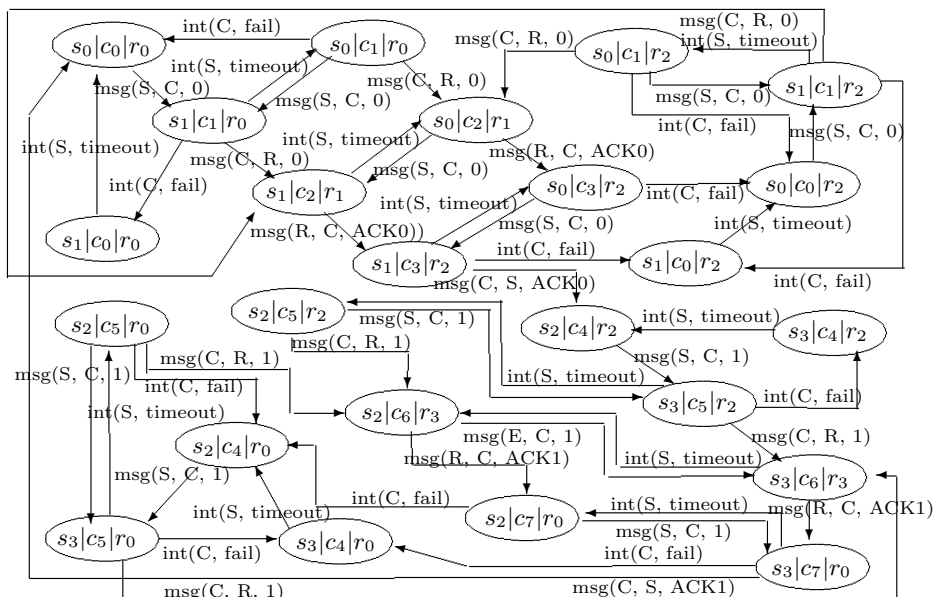 msg(C, R, 0)
int(C, fail)
s0|c0|r0
s0|c1|r0
msg(C, R, 0)
s0|c1|r2
int(S, timeout)
int(S, timeout)
msg(C, R, 0)
msg(S, C, 0)
s1|c1|r0
msg(S, C, 0)
s0|c2|r1
msg(S, C, 0)
s1|c1|r2
int(C, fail)
msg(S, C, 0)
int(S, timeout)
msg(C, R, 0)
int(S, timeout)
msg(R, C, ACK0)
msg(S, C, 0)
int(C, fail)
s1|c2|r1
s0|c3|r2
int(C, fail)
s0|c0|r2
int(S, timeout)
msg(S, C, 0)
int(S, timeout)
s1|c0|r0
msg(R, C, ACK0))
int(C, fail)
s1|c3|r2
s1|c0|r2
msg(C, S, ACK0)
int(C, fail)
s2|c5|r0
s2|c5|r2
msg(S, C, 1)
s2|c4|r2
int(S, timeout)
s3|c4|r2
msg(C, R, 1)
msg(C, R, 1)
msg(S, C, 1)
msg(S, C, 1)
int(C, fail)
int(S, timeout)
int(S, timeout)
s2|c6|r3
s3|c5|r2
int(C, fail)
s2|c4|r0
msg(E, C, 1)
msg(C, R, 1)
msg(R, C, ACK1)
int(S, timeout)
msg(S, C, 1)
s3|c6|r3
int(C, fail)
int(S, timeout)
msg(R, C, ACK1)
int(S, timeout)
s2|c7|r0
s3|c5|r0
s3|c4|r0
msg(S, C, 1)
int(C, fail)
int(C, fail)
s3|c7|r0
msg(C, R, 1)
msg(C, S, ACK1)